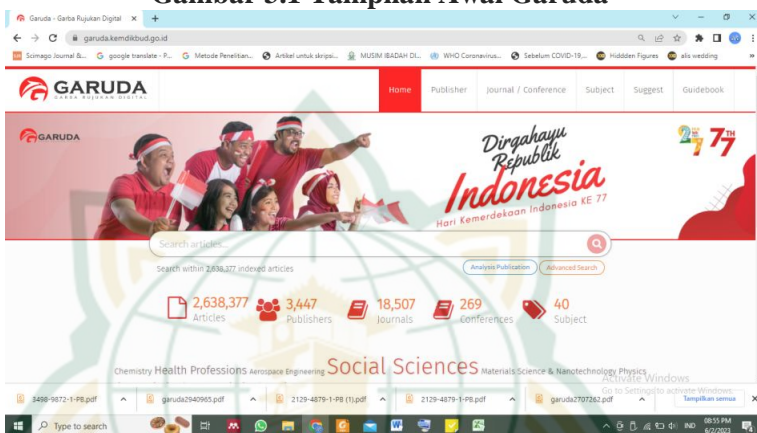 Gambar 3.1 Tampilan Awal Garuda
Garuda - Garba Rujukan Digital
garuda.kemdikbud.go.id
Scimago Journal &... google translate - P... Metode Penelitian... Artikel untuk skripsi... MUSIM IBADAH DI... WHO Coronavirus... Sebelum COVID-19,... Hiddden Figures alis wedding
GARUDA
GARBA RUJUKAN DIGITAL
Home Publisher Journal / Conference Subject Suggest Guidebook
GARUDA
Dirgahayu
Republik
Indonesia
Hari Kemerdekaan Indonesia KE 77
77TH
Search articles...
Search within 2,638,377 indexed articles
Analysis Publication Advanced Search
2,638,377 3,447 18,507 269 40
Articles Publishers Journals Conferences Subject
Chemistry Health Professions Aerospace Engineering Social Sciences Materials Science & Nanotechnology Physics
Activate Windows
Go to Settings to activate Windows.
3498-9872-1-PB.pdf garuda2940965.pdf 2129-4879-1-PB (1).pdf 2129-4879-1-PB.pdf garuda2707262.pdf Tampilkan semua
Type to search
IND
08:55 PM
6/2/2023